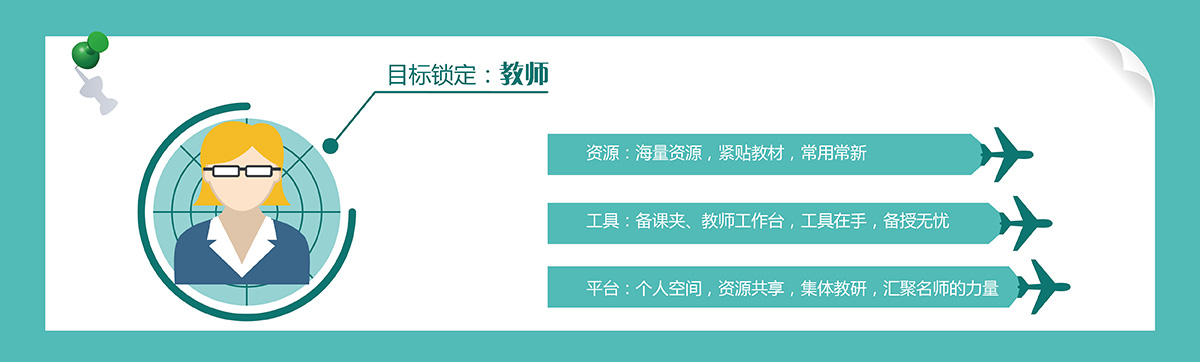 目标锁定：教师
资源：海量资源，紧贴教材，常用常新
工具：备课夹、教师工作台，工具在手，备授无忧
平台：个人空间，资源共享，集体教研，汇聚名师的力量